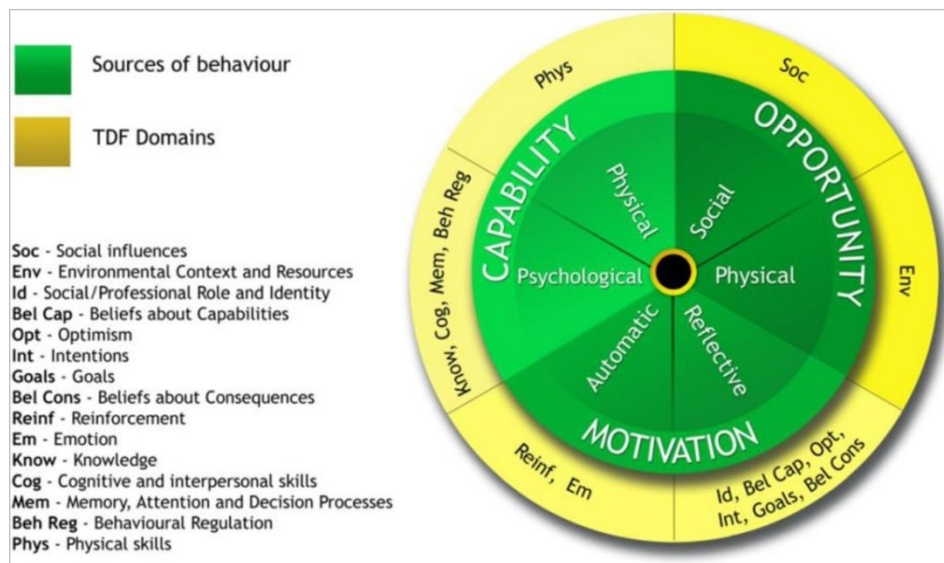 Sources of behaviour
TDF Domains
Soc - Social influences
Env - Environmental Context and Resources
Id - Social/Professional Role and Identity
Bel Cap - Beliefs about Capabilities
Opt - Optimism
Int - Intentions
Goals - Goals
Bel Cons - Beliefs about Consequences
Reinf - Reinforcement
Em - Emotion
Know - Knowledge
Cog - Cognitive and interpersonal skills
Mem - Memory, Attention and Decision Processes
Beh Reg - Behavioural Regulation
Phys - Physical skills
Phys
Soc
Env
Id, Bel Cap, Opt,
Int, Goals, Bel Cons
Reinf, Em
Know, Cog, Mem, Beh Reg
CAPABILITY
OPPORTUNITY
MOTIVATION
Physical
Social
Psychological
Physical
Automatic
Reflective